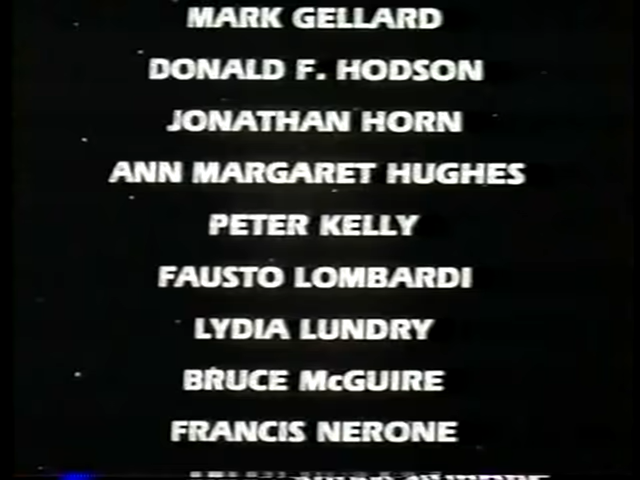 MARK GELLARD
DONALD F. HODSON
JONATHAN HORN
ANN MARGARET HUGHES
PETER KELLY
FAUSTO LOMBARDI
LYDIA LUNDRY
BRUCE McGUIRE
FRANCIS NERONE